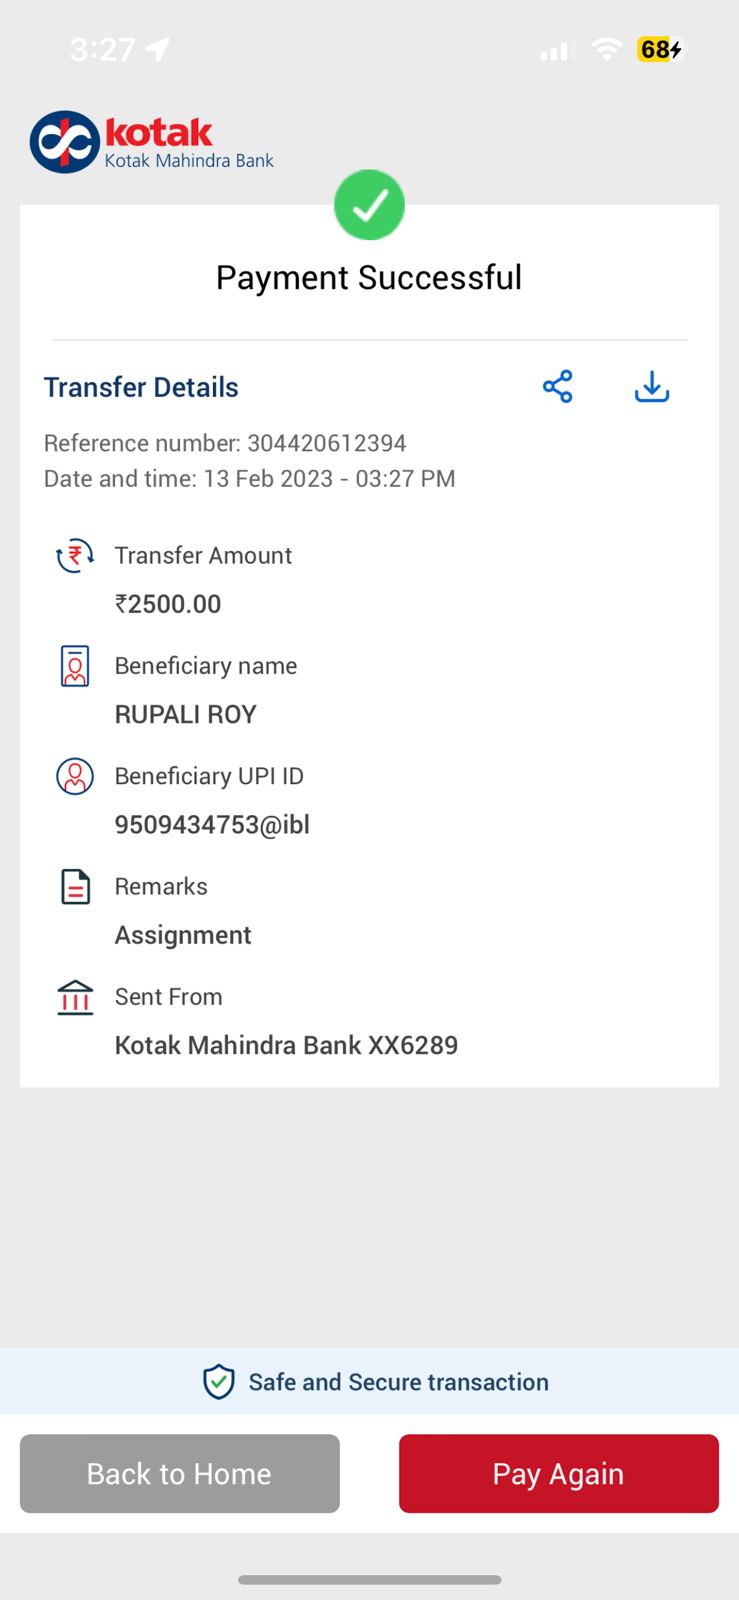 3:27
68
kotak
Kotak Mahindra Bank
Payment Successful
Transfer Details
Reference number: 304420612394
Date and time: 13 Feb 2023 - 03:27 PM
Transfer Amount
₹2500.00
Beneficiary name
RUPALI ROY
Beneficiary UPI ID
9509434753@ibl
Remarks
Assignment
Sent From
Kotak Mahindra Bank XX6289
Safe and Secure transaction
Back to Home
Pay Again